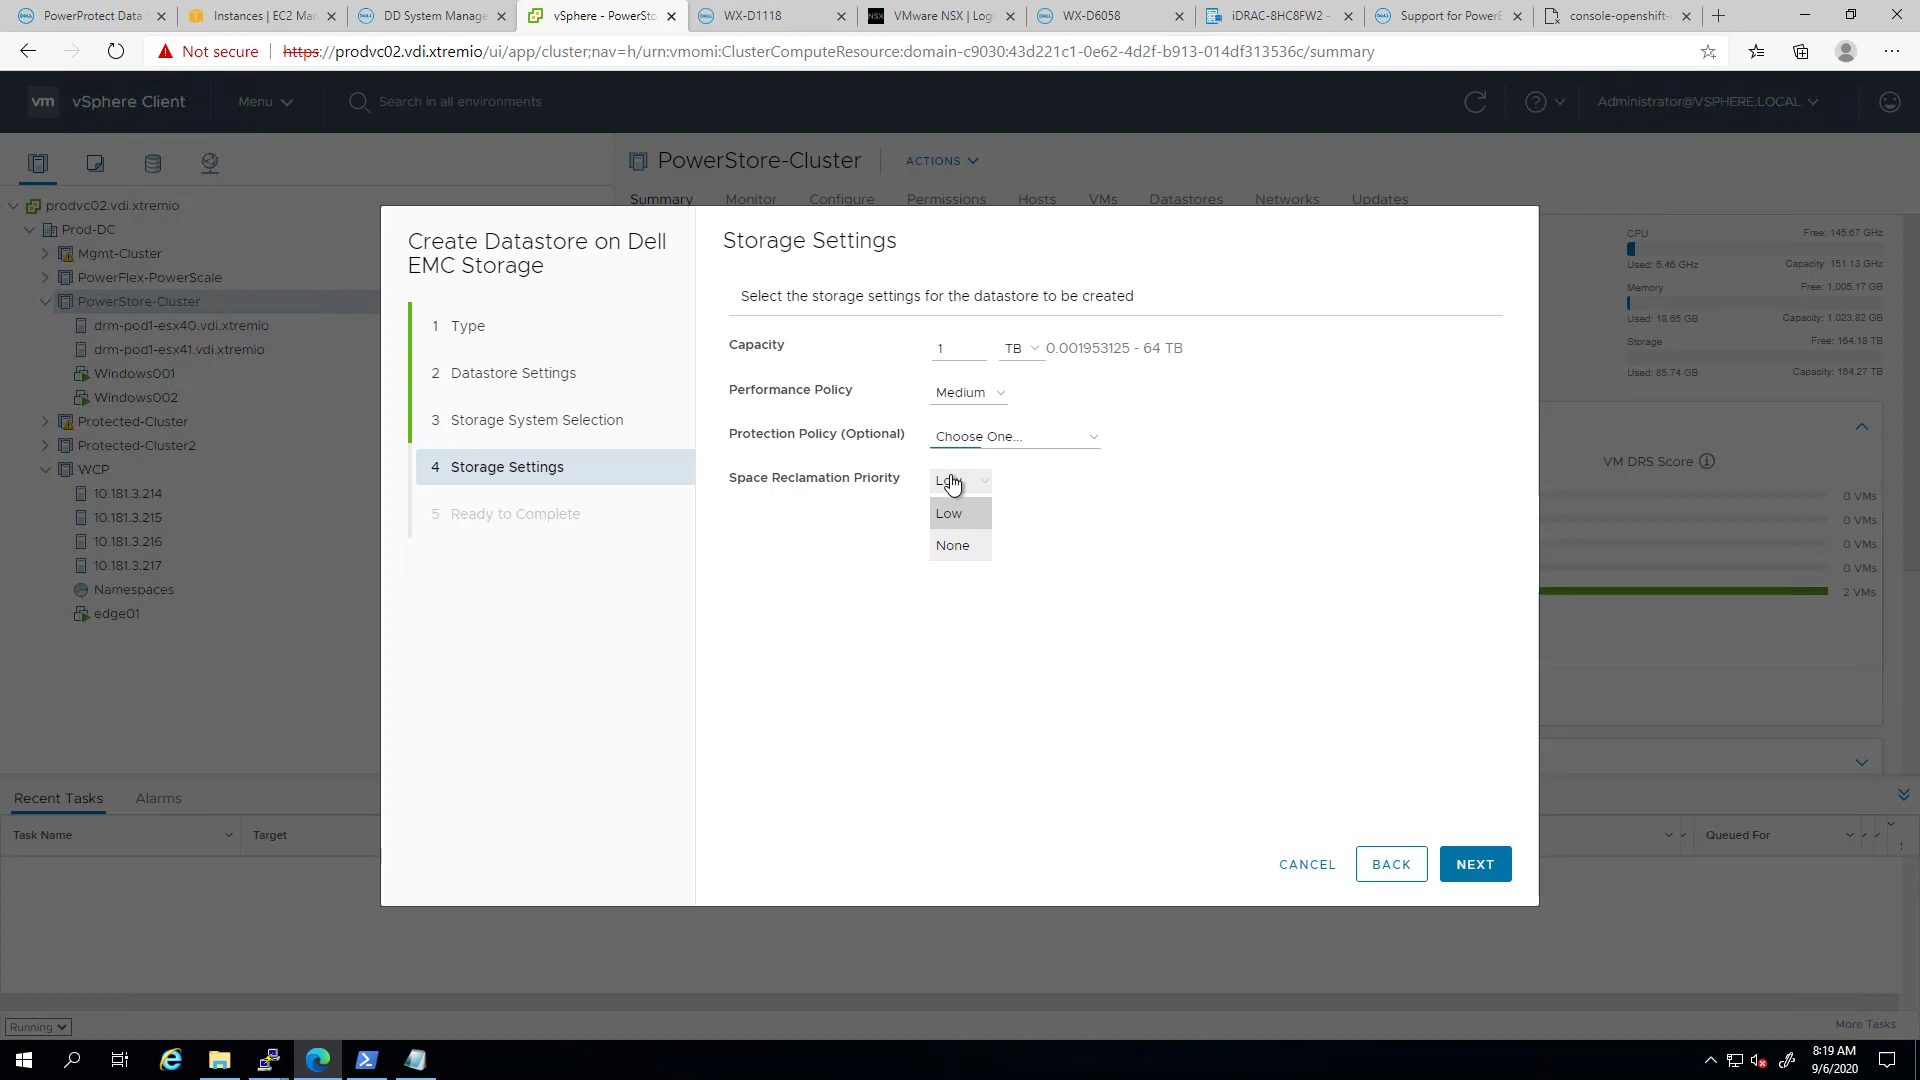 PowerProtect Data
Instances | EC2 Man
DD System Manage
vSphere - PowerSto
WX-D1118
NSX
VMware NSX | Logi
WX-D6058
iDRAC-8HC8FW2 -
Support for PowerE
console-openshift-
Not secure
https://prodvc02.vdi.xtremio/ui/app/cluster;nav=h/urn:vmomi:ClusterComputeResource:domain-c9030:43d221c1-0e62-4d2f-b913-014df313536c/summary
vm
vSphere Client
Menu
Search in all environments
Administrator@VSPHERE.LOCAL
PowerStore-Cluster
ACTIONS
Summary
Monitor
Configure
Permissions
Hosts
VMs
Datastores
Networks
Updates
prodvc02.vdi.xtremio
Prod-DC
Mgmt-Cluster
PowerFlex-PowerScale
PowerStore-Cluster
drm-pod1-esx40.vdi.xtremio
drm-pod1-esx41.vdi.xtremio
Windows001
Windows002
Protected-Cluster
Protected-Cluster2
WCP
10.181.3.214
10.181.3.215
10.181.3.216
10.181.3.217
Namespaces
edge01
Create Datastore on Dell
EMC Storage
1 Type
2 Datastore Settings
3 Storage System Selection
4 Storage Settings
5 Ready to Complete
Storage Settings
Select the storage settings for the datastore to be created
Capacity
1
TB
0.001953125 - 64 TB
Performance Policy
Medium
Protection Policy (Optional)
Choose One...
Space Reclamation Priority
Low
Low
None
CANCEL
BACK
NEXT
CPU
Free: 145.67 GHz
Used: 5.46 GHz
Capacity: 151.13 GHz
Memory
Free: 1,005.17 GB
Used: 18.65 GB
Capacity: 1,023.82 GB
Storage
Free: 164.18 TB
Used: 85.74 GB
Capacity: 164.27 TB
VM DRS Score
0 VMs
0 VMs
0 VMs
0 VMs
2 VMs
Recent Tasks
Alarms
Task Name
Target
Queued For
Running
More Tasks
8:19 AM
9/6/2020